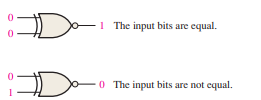 0
0
1 The input bits are equal.
0
1
0 The input bits are not equal.